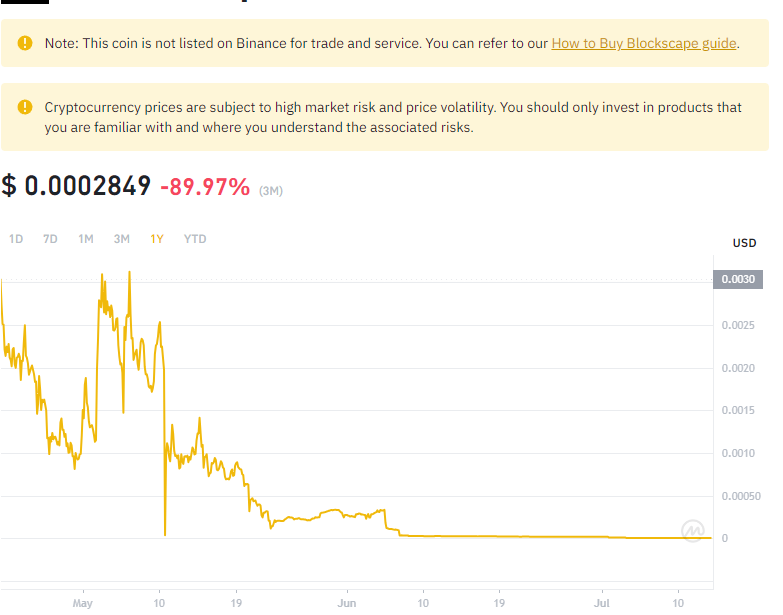 Note: This coin is not listed on Binance for trade and service. You can refer to our How to Buy Blockscape guide.
Cryptocurrency prices are subject to high market risk and price volatility. You should only invest in products that
you are familiar with and where you understand the associated risks.
$ 0.0002849 -89.97% (3M)
1D 7D 1M 3M 1Y YTD
USD
0.0030
0.0025
0.0020
0.0015
0.0010
0.00050
0
May 10 19 Jun 10 19 Jul 10